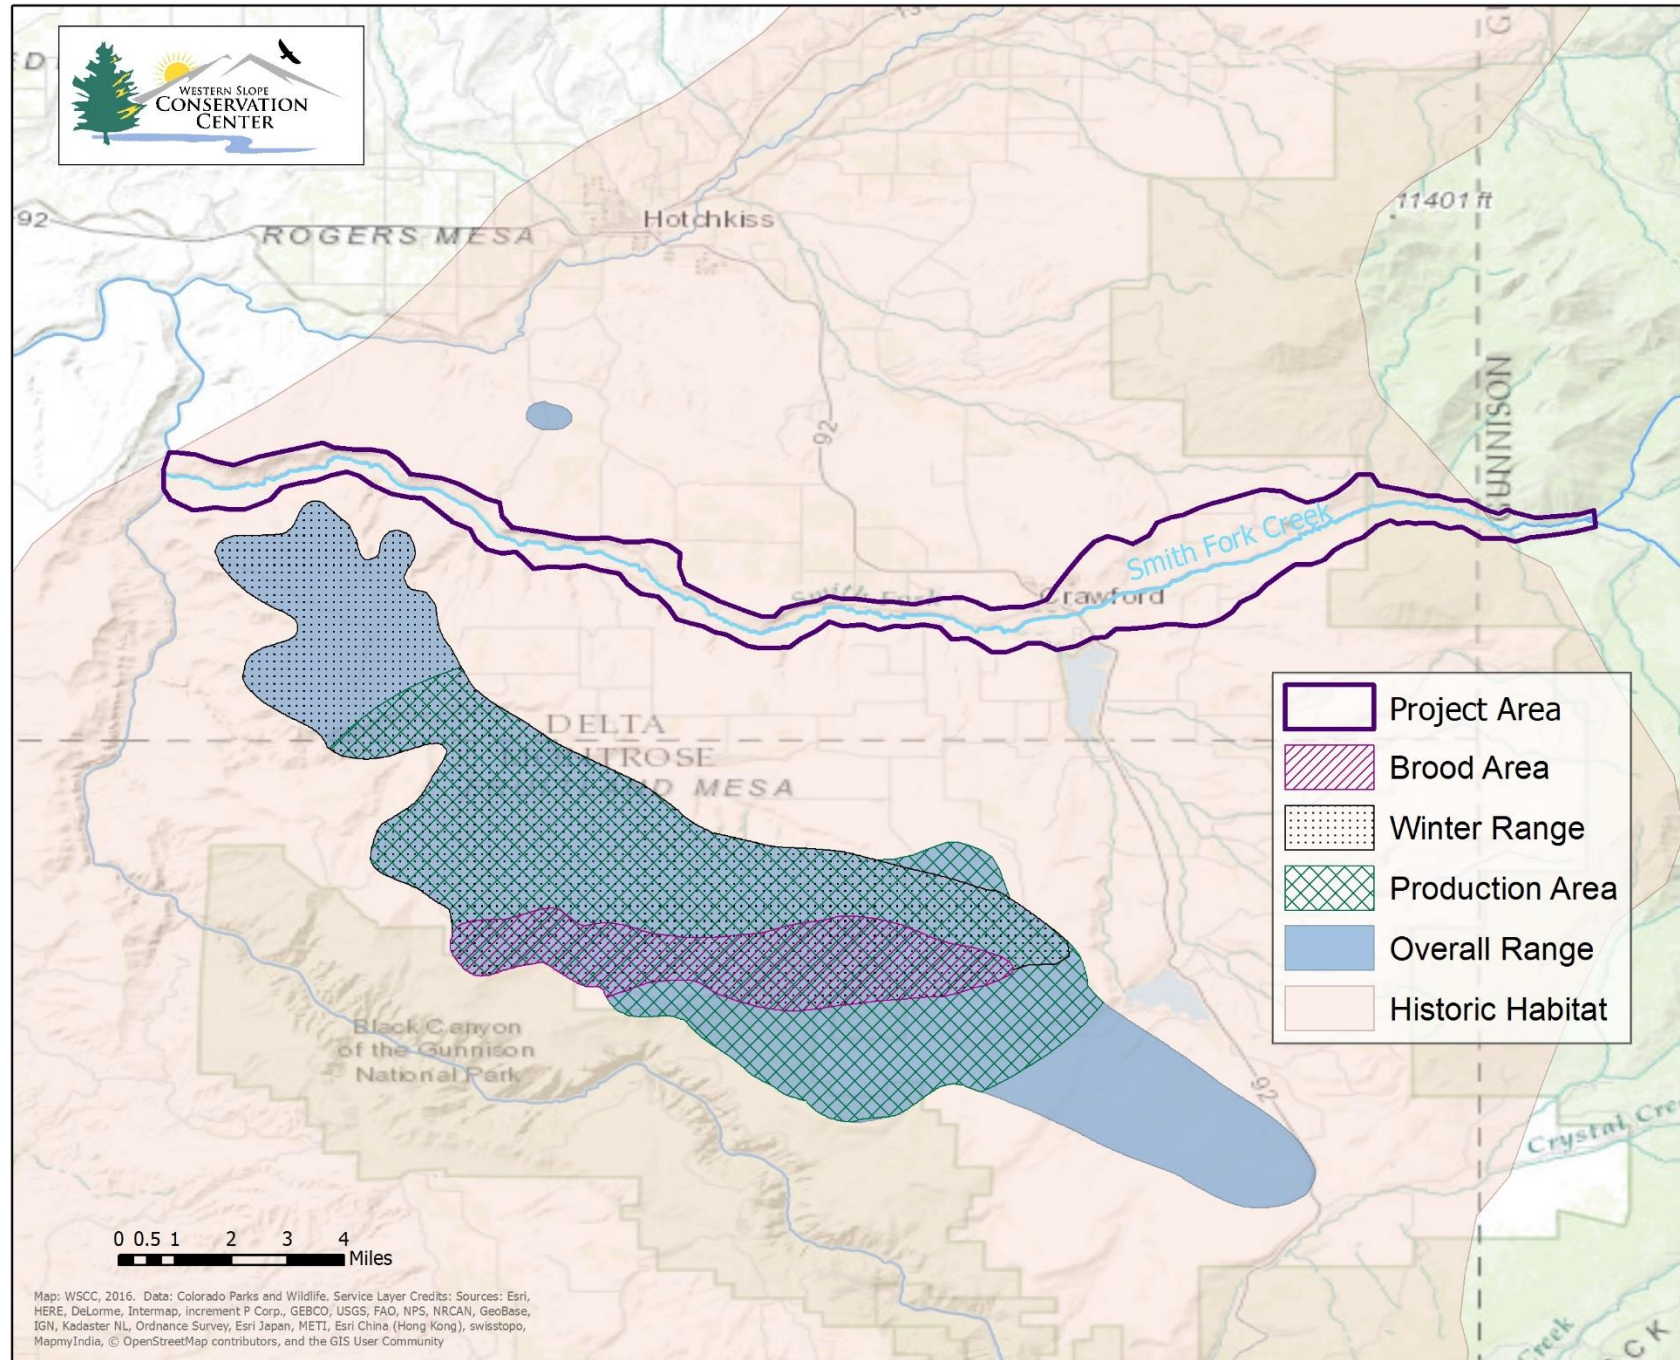 WESTERN SLOPE
CONSERVATION
CENTER
92
ROGERS MESA
Hotchkiss
11401 ft
GUNNISON
92
Smith Fork Creek
Smith Fork
Crawford
DELTA
MESA
Project Area
Brood Area
Winter Range
Production Area
Overall Range
Historic Habitat
Black Canyon
of the Gunnison
National Park
92
Crystal
0 0.5 1 2 3 4
Miles
Creek
Map: WSCC, 2016. Data: Colorado Parks and Wildlife. Service Layer Credits: Sources: Esri,
HERE, DeLorme, Intermap, increment P Corp., GEBCO, USGS, FAO, NPS, NRCAN, GeoBase,
IGN, Kadaster NL, Ordnance Survey, Esri Japan, METI, Esri China (Hong Kong), swisstopo,
MapmyIndia, © OpenStreetMap contributors, and the GIS User Community